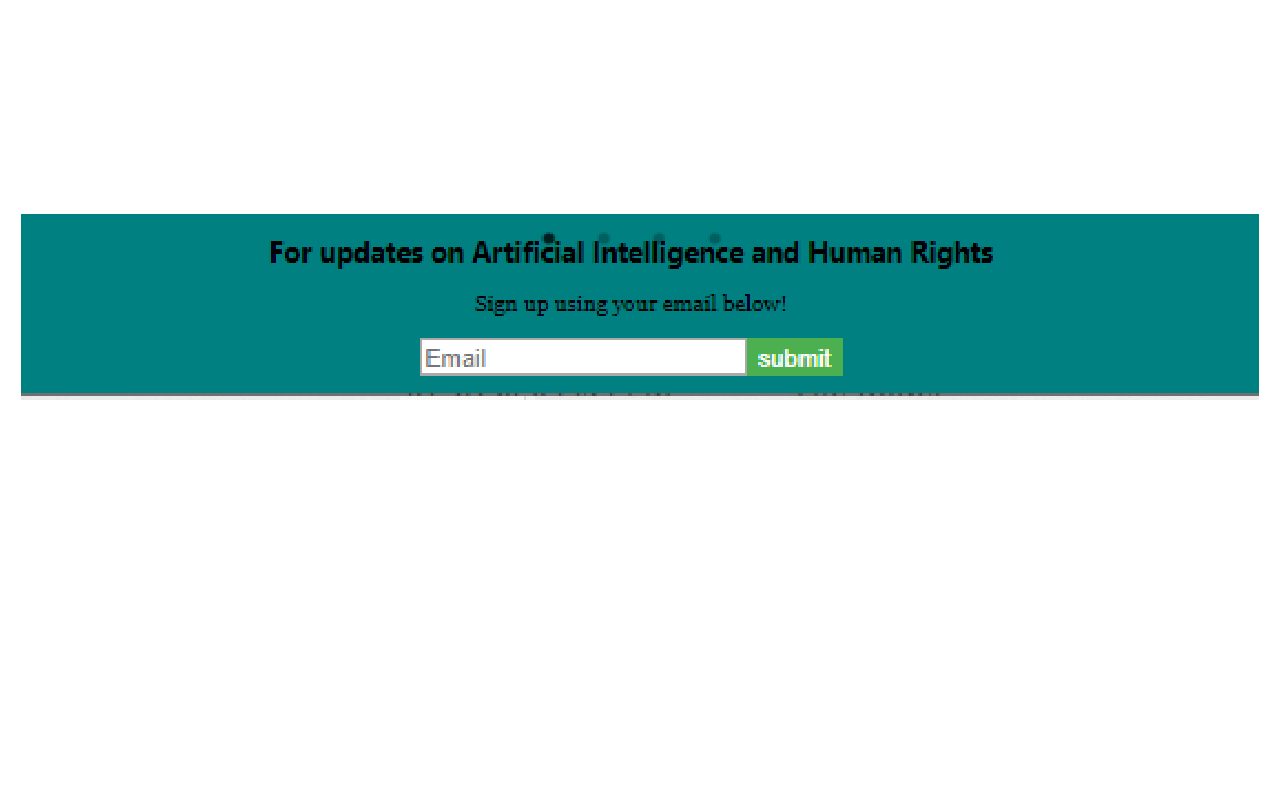 For updates on Artificial Intelligence and Human Rights
Sign up using your email below!
Email submit